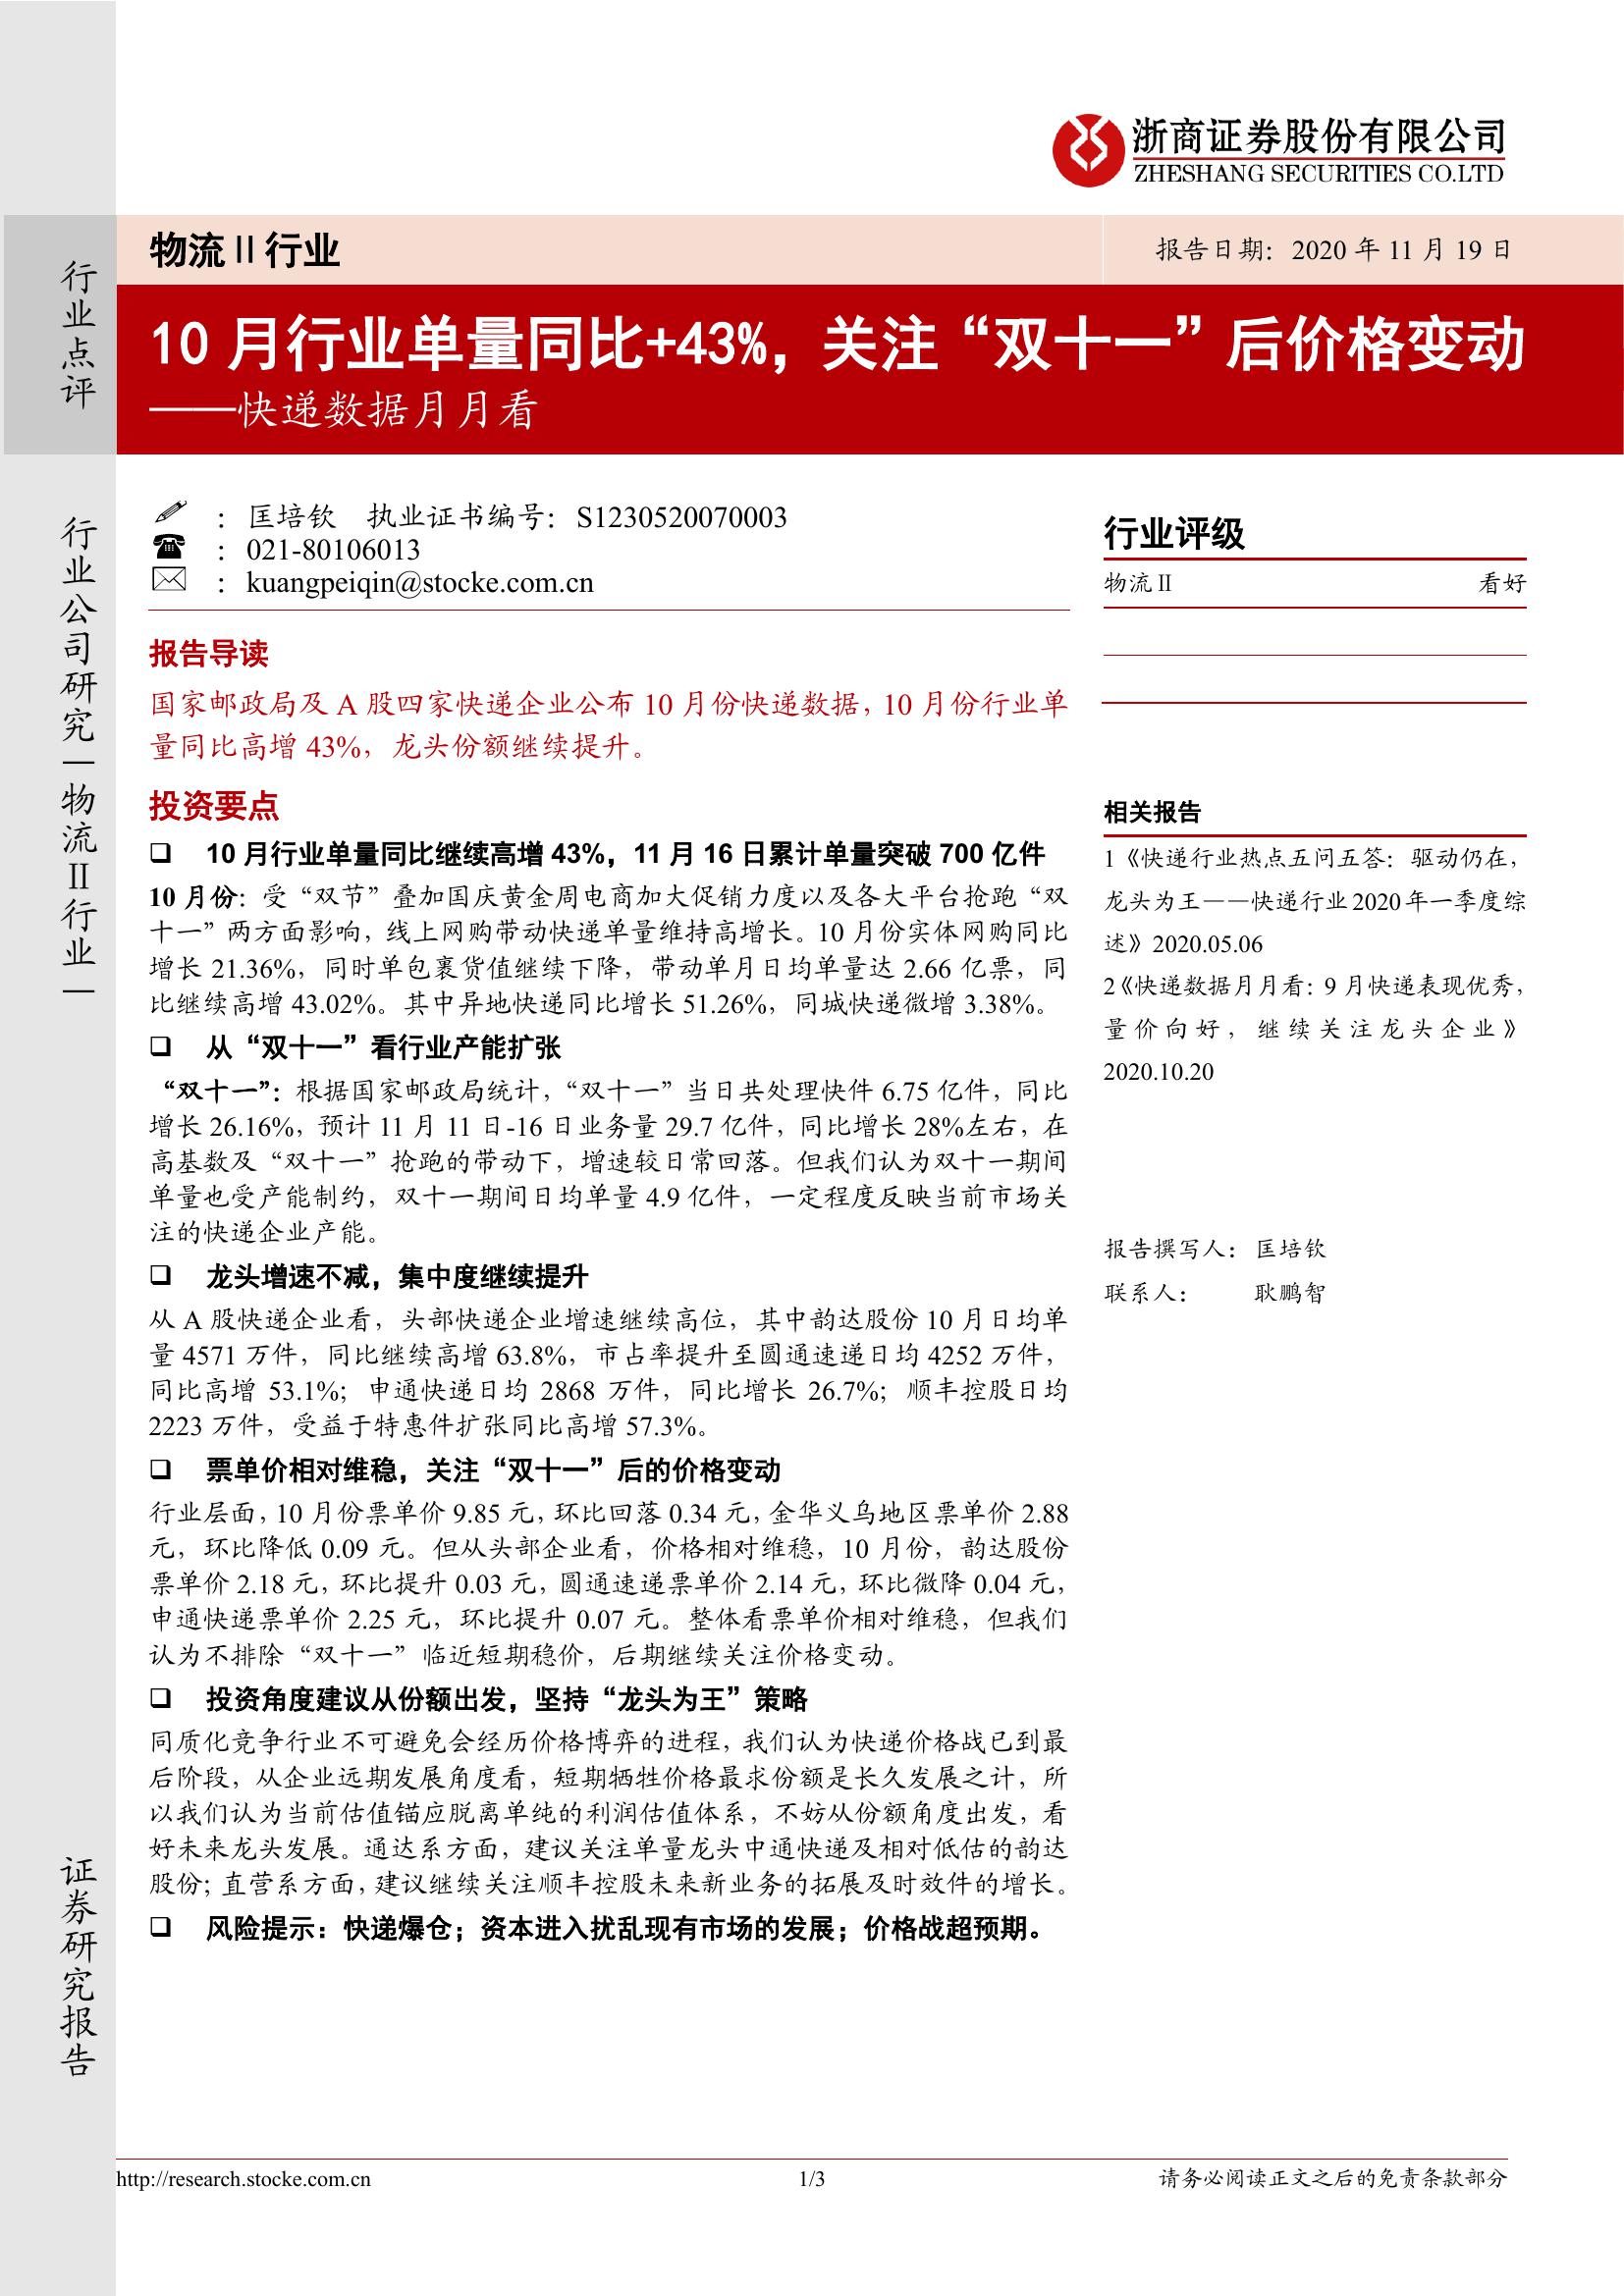 浙商证券股份有限公司
ZHESHANG SECURITIES CO.LTD
行业点评
物流Ⅱ行业
报告日期：2020 年 11 月 19 日
10 月行业单量同比+43%，关注“双十一”后价格变动
——快递数据月月看
行业公司研究—物流Ⅱ行业—
证券研究报告
：匡培钦 执业证书编号：S1230520070003
：021-80106013
：kuangpeiqin@stocke.com.cn
报告导读
国家邮政局及 A 股四家快递企业公布 10 月份快递数据，10 月份行业单
量同比高增 43%，龙头份额继续提升。
投资要点
❑ 10 月行业单量同比继续高增 43%，11 月 16 日累计单量突破 700 亿件
10 月份：受“双节”叠加国庆黄金周电商加大促销力度以及各大平台抢跑“双
十一”两方面影响，线上网购带动快递单量维持高增长。10 月份实体网购同比
增长 21.36%，同时单包裹货值继续下降，带动单月日均单量达 2.66 亿票，同
比继续高增 43.02%。其中异地快递同比增长 51.26%，同城快递微增 3.38%。
❑ 从“双十一”看行业产能扩张
“双十一”：根据国家邮政局统计，“双十一”当日共处理快件 6.75 亿件，同比
增长 26.16%，预计 11 月 11 日-16 日业务量 29.7 亿件，同比增长 28%左右，在
高基数及“双十一”抢跑的带动下，增速较日常回落。但我们认为双十一期间
单量也受产能制约，双十一期间日均单量 4.9 亿件，一定程度反映当前市场关
注的快递企业产能。
❑ 龙头增速不减，集中度继续提升
从 A 股快递企业看，头部快递企业增速继续高位，其中韵达股份 10 月日均单
量 4571 万件，同比继续高增 63.8%，市占率提升至圆通速递日均 4252 万件，
同比高增 53.1%；申通快递日均 2868 万件，同比增长 26.7%；顺丰控股日均
2223 万件，受益于特惠件扩张同比高增 57.3%。
❑ 票单价相对维稳，关注“双十一”后的价格变动
行业层面，10 月份票单价 9.85 元，环比回落 0.34 元，金华义乌地区票单价 2.88
元，环比降低 0.09 元。但从头部企业看，价格相对维稳，10 月份，韵达股份
票单价 2.18 元，环比提升 0.03 元，圆通速递票单价 2.14 元，环比微降 0.04 元，
申通快递票单价 2.25 元，环比提升 0.07 元。整体看票单价相对维稳，但我们
认为不排除“双十一”临近短期稳价，后期继续关注价格变动。
❑ 投资角度建议从份额出发，坚持“龙头为王”策略
同质化竞争行业不可避免会经历价格博弈的进程，我们认为快递价格战已到最
后阶段，从企业远期发展角度看，短期牺牲价格最求份额是长久发展之计，所
以我们认为当前估值锚应脱离单纯的利润估值体系，不妨从份额角度出发，看
好未来龙头发展。通达系方面，建议关注单量龙头中通快递及相对低估的韵达
股份；直营系方面，建议继续关注顺丰控股未来新业务的拓展及时效件的增长。
❑ 风险提示：快递爆仓；资本进入扰乱现有市场的发展；价格战超预期。
行业评级
物流Ⅱ 看好
相关报告
1《快递行业热点五问五答：驱动仍在，
龙头为王——快递行业 2020 年一季度综
述》2020.05.06
2《快递数据月月看：9 月快递表现优秀，
量价向好，继续关注龙头企业》
2020.10.20
报告撰写人：匡培钦
联系人： 耿鹏智
http://research.stocke.com.cn
1/3
请务必阅读正文之后的免责条款部分